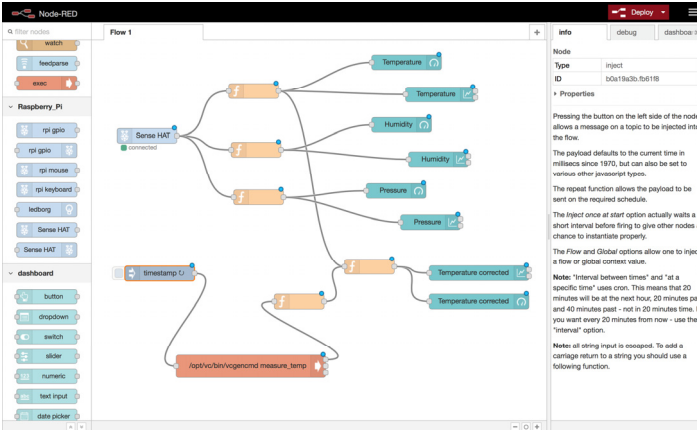 Node-RED
Deploy
filter nodes
Flow 1
info
debug
watch
feedparse
exec
Raspberry_Pi
rpi gpio
rpi gpio
rpi mouse
rpi keyboard
ledborg
Sense HAT
Sense HAT
dashboard
button
dropdown
switch
slider
numeric
text input
date picker
Sense HAT
connected
f
f
f
Temperature
Temperature
Humidity
Humidity
Pressure
Pressure
timestamp ↻
f
f
Temperature corrected
Temperature corrected
/opt/vc/bin/vcgencmd measure_temp
Node
Type inject
ID b0a19a3b.fb61f8
Properties
Pressing the button on the left side of the node
allows a message on a topic to be injected into
the flow.
The payload defaults to the current time in
millisecs since 1970, but can also be set to
various other javascript types.
The repeat function allows the payload to be
sent on the required schedule.
The Inject once at start option actually waits a
short interval before firing to give other nodes a
chance to instantiate properly.
The Flow and Global options allow one to inject
a flow or global context value.
Note: "Interval between times" and "at a
specific time" uses cron. This means that 20
minutes will be at the next hour, 20 minutes pa
and 40 minutes past - not in 20 minutes time. I
you want every 20 minutes from now - use the
"interval" option.
Note: all string input is escaped. To add a
carriage return to a string you should use a
following function.